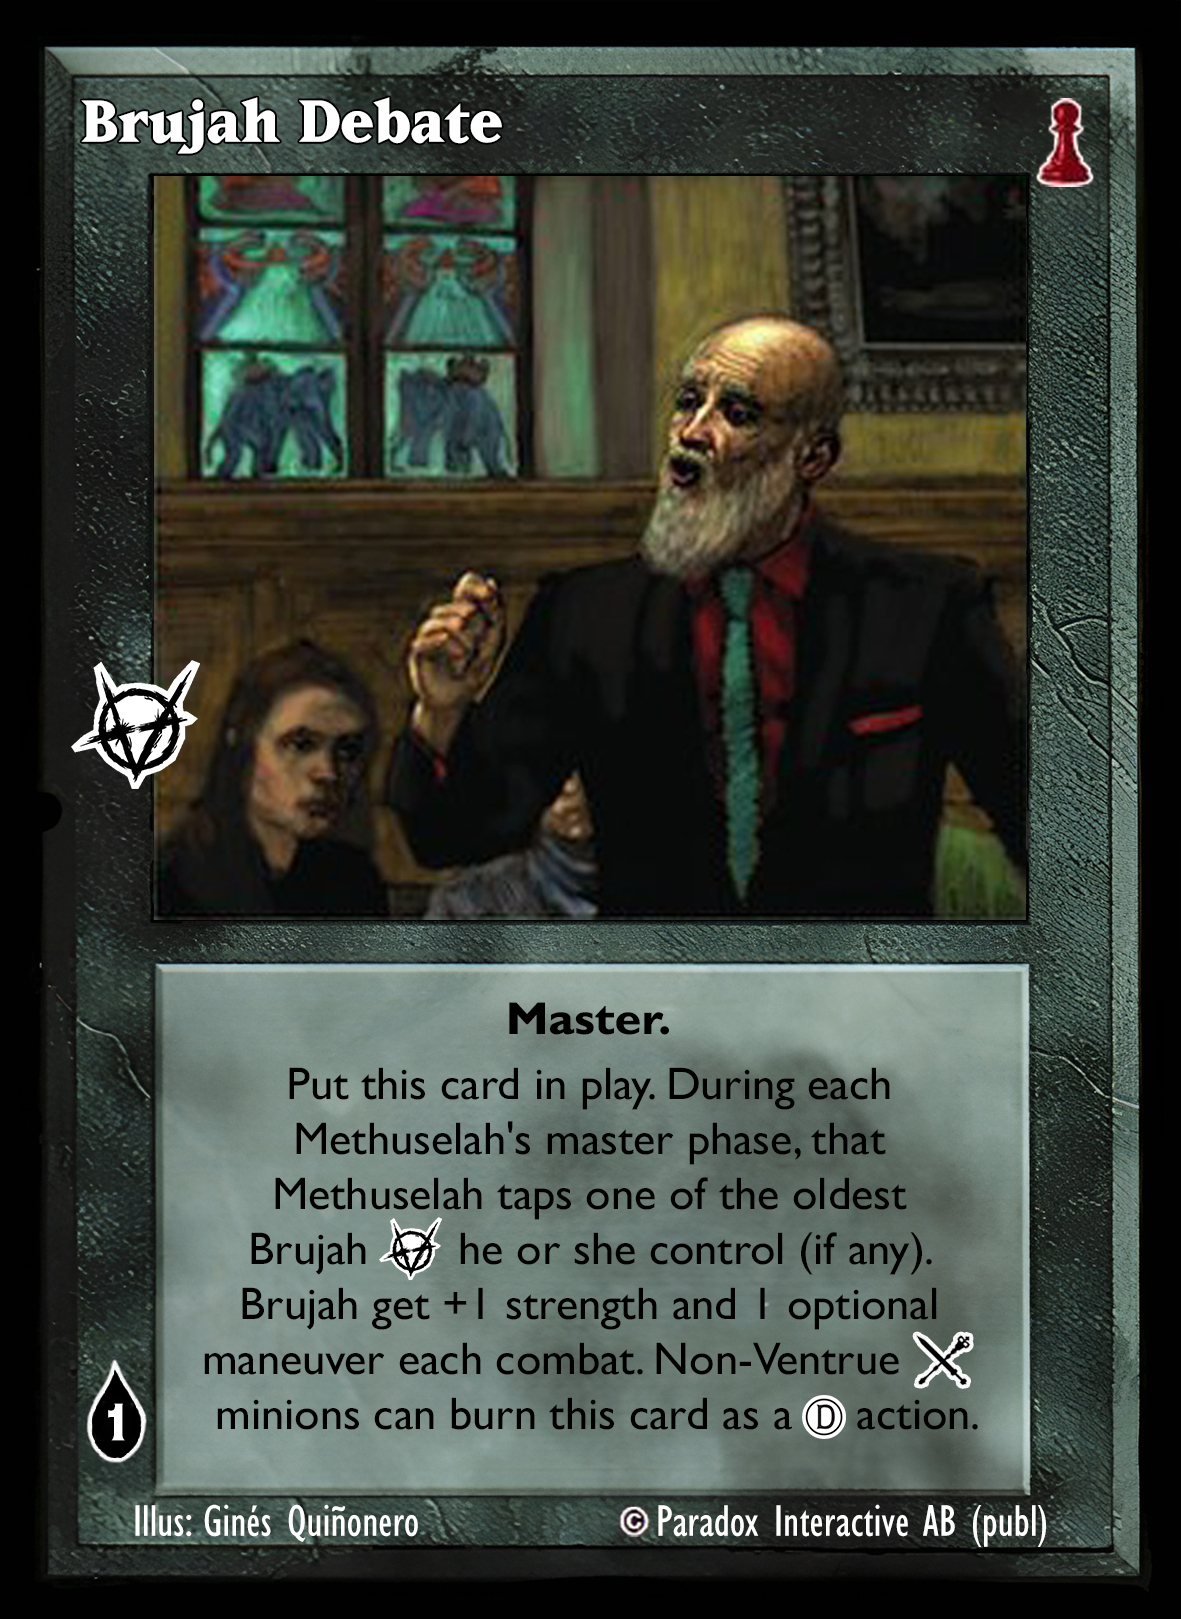 Brujah Debate
Master.
Put this card in play. During each
Methuselah's master phase, that
Methuselah taps one of the oldest
Brujah he or she control (if any).
Brujah get +1 strength and 1 optional
maneuver each combat. Non-Ventrue
minions can burn this card as a D action.
1
Illus: Ginés Quiñonero
© Paradox Interactive AB (publ)